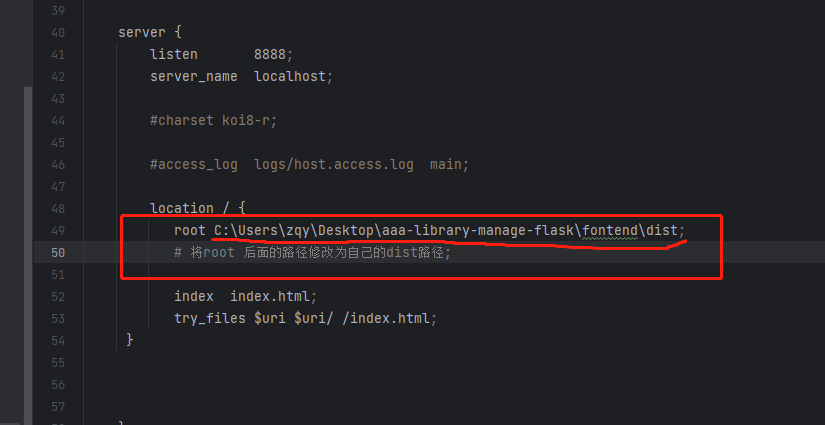 39
40 server {
41 listen 8888;
42 server_name localhost;
43
44 #charset koi8-r;
45
46 #access_log logs/host.access.log main;
47
48 location / {
49 root C:\Users\zqy\Desktop\aaa-library-manage-flask\fontend\dist;
50 # 将root 后面的路径修改为自己的dist路径;
51
52 index index.html;
53 try_files $uri $uri/ /index.html;
54 }
55
56
57